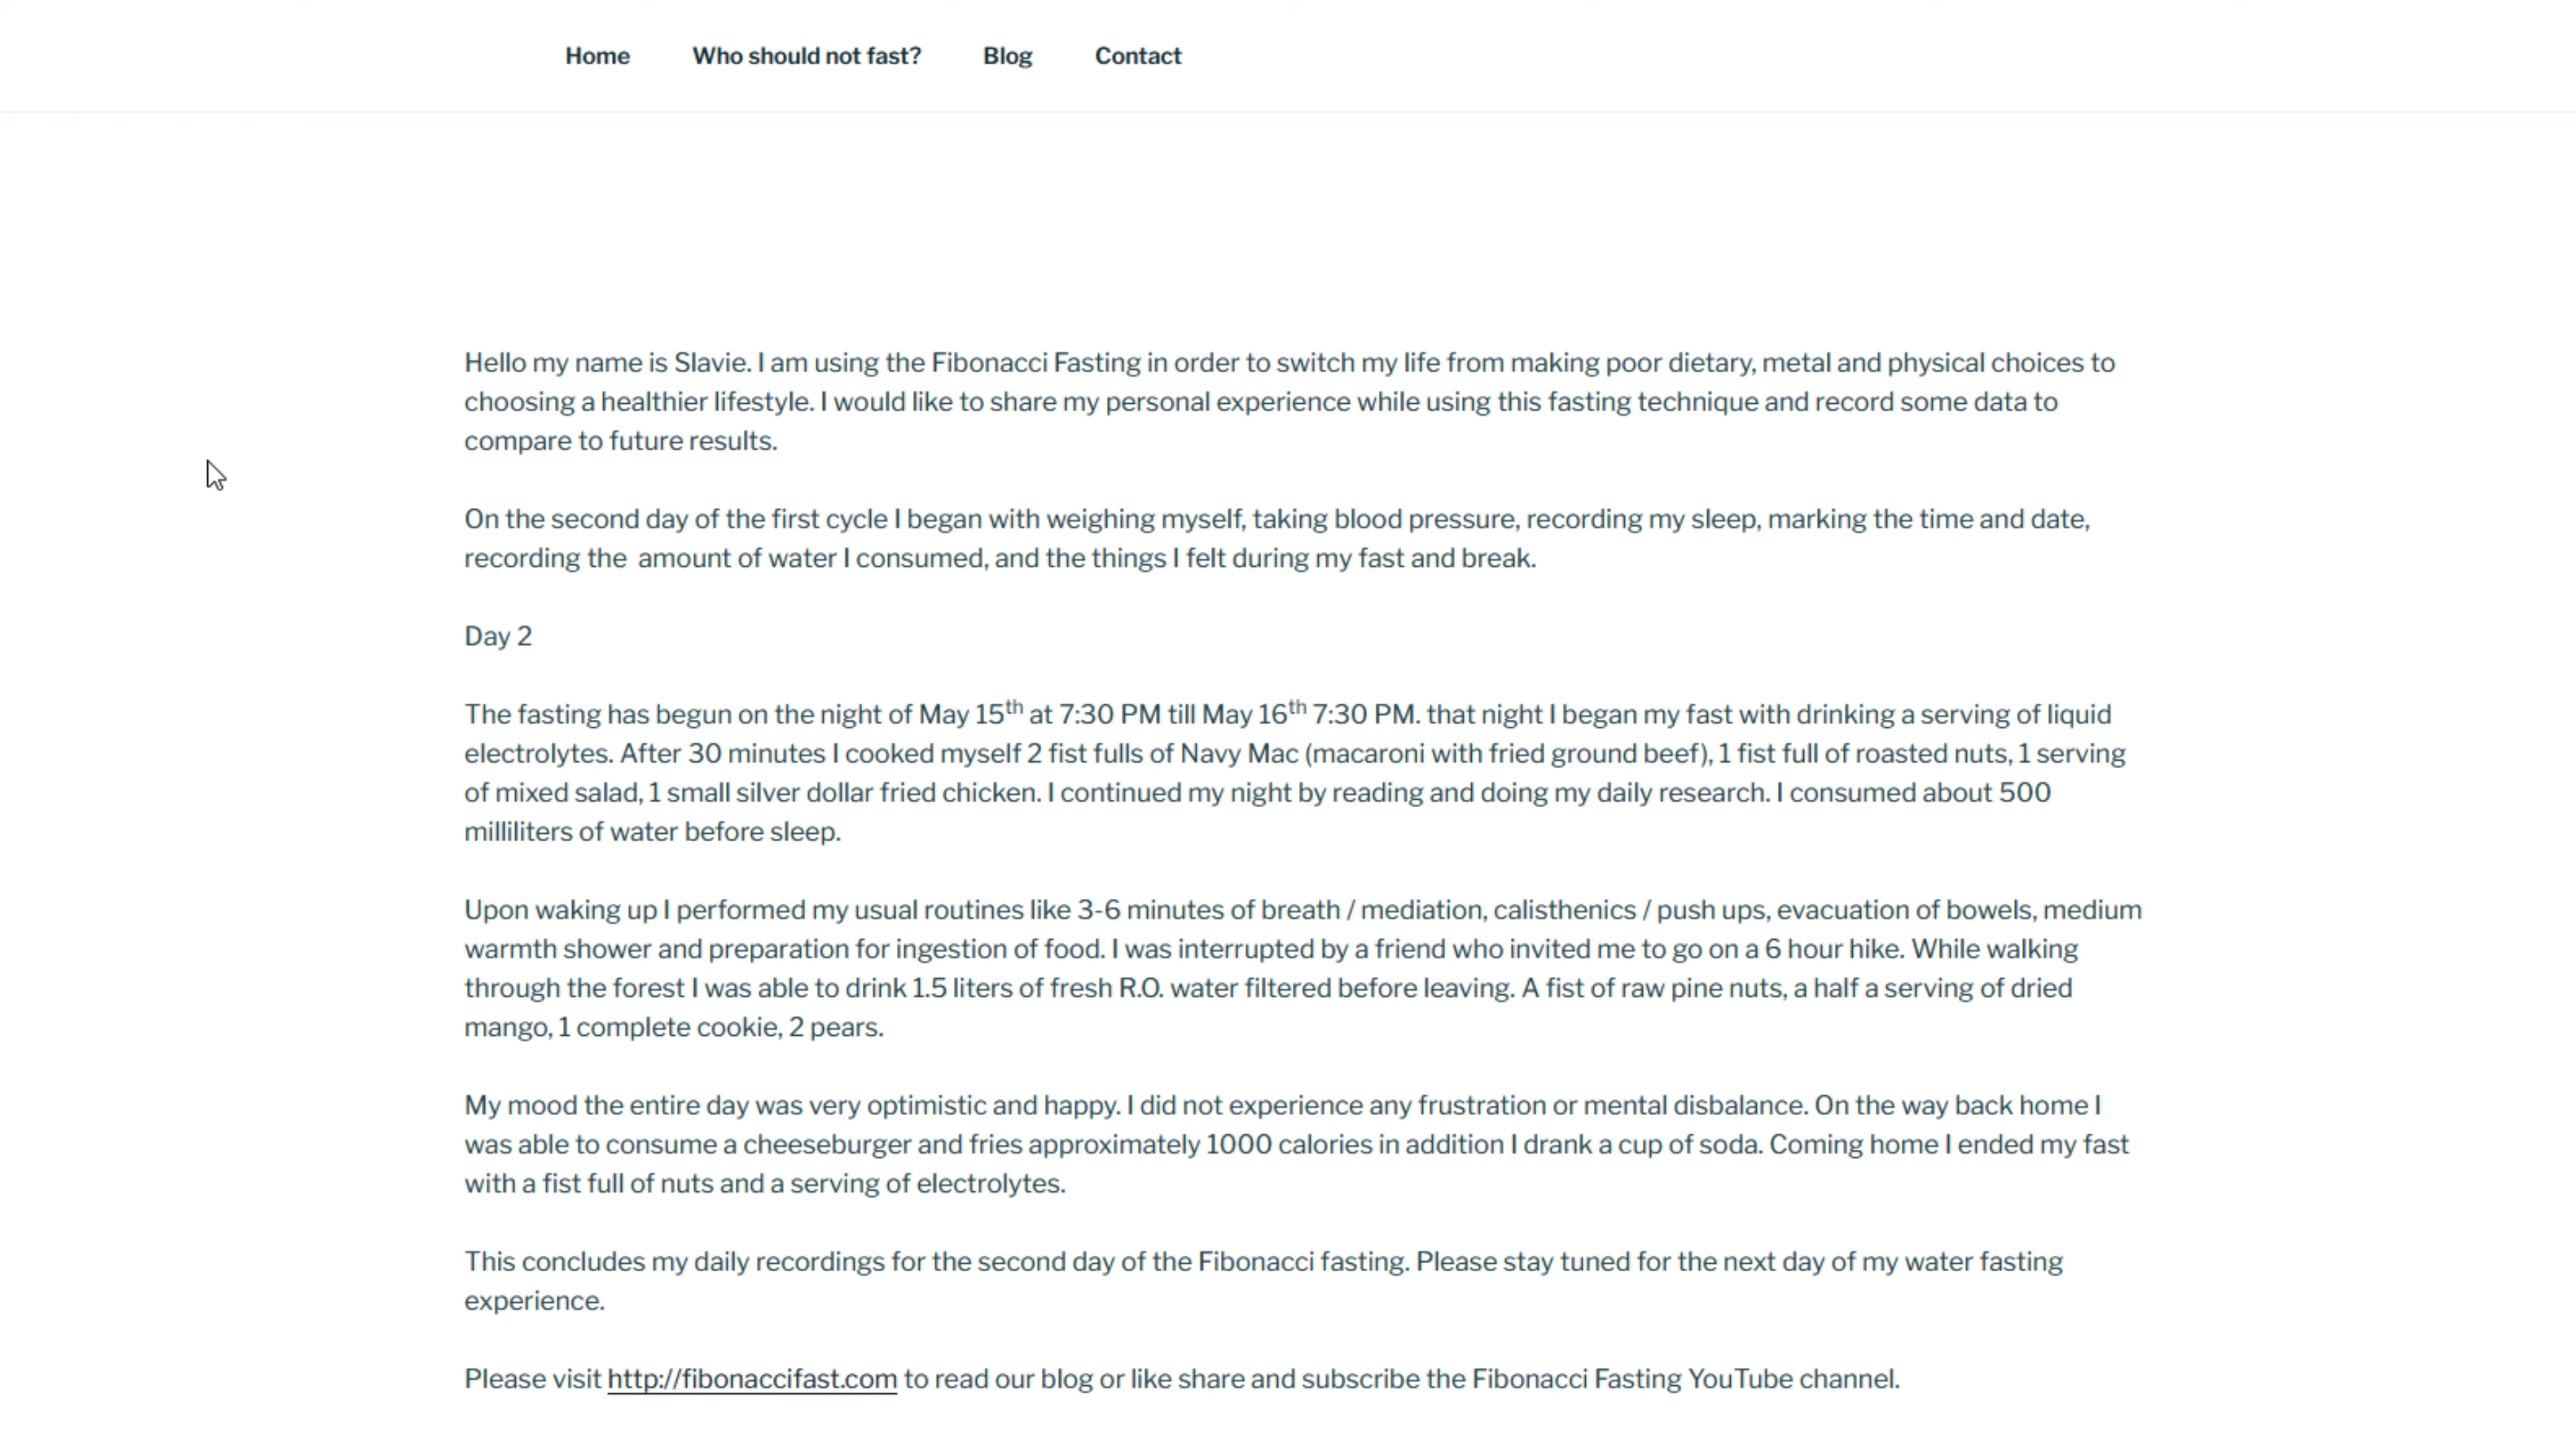 Home Who should not fast? Blog Contact
Hello my name is Slavie. I am using the Fibonacci Fasting in order to switch my life from making poor dietary, metal and physical choices to
choosing a healthier lifestyle. I would like to share my personal experience while using this fasting technique and record some data to
compare to future results.
On the second day of the first cycle I began with weighing myself, taking blood pressure, recording my sleep, marking the time and date,
recording the  amount of water I consumed, and the things I felt during my fast and break.
Day 2
The fasting has begun on the night of May 15th at 7:30 PM till May 16th 7:30 PM. that night I began my fast with drinking a serving of liquid
electrolytes. After 30 minutes I cooked myself 2 fist fulls of Navy Mac (macaroni with fried ground beef), 1 fist full of roasted nuts, 1 serving
of mixed salad, 1 small silver dollar fried chicken. I continued my night by reading and doing my daily research. I consumed about 500
milliliters of water before sleep.
Upon waking up I performed my usual routines like 3-6 minutes of breath / mediation, calisthenics / push ups, evacuation of bowels, medium
warmth shower and preparation for ingestion of food. I was interrupted by a friend who invited me to go on a 6 hour hike. While walking
through the forest I was able to drink 1.5 liters of fresh R.O. water filtered before leaving. A fist of raw pine nuts, a half a serving of dried
mango, 1 complete cookie, 2 pears.
My mood the entire day was very optimistic and happy. I did not experience any frustration or mental disbalance. On the way back home I
was able to consume a cheeseburger and fries approximately 1000 calories in addition I drank a cup of soda. Coming home I ended my fast
with a fist full of nuts and a serving of electrolytes.
This concludes my daily recordings for the second day of the Fibonacci fasting. Please stay tuned for the next day of my water fasting
experience.
Please visit http://fibonaccifast.com to read our blog or like share and subscribe the Fibonacci Fasting YouTube channel.